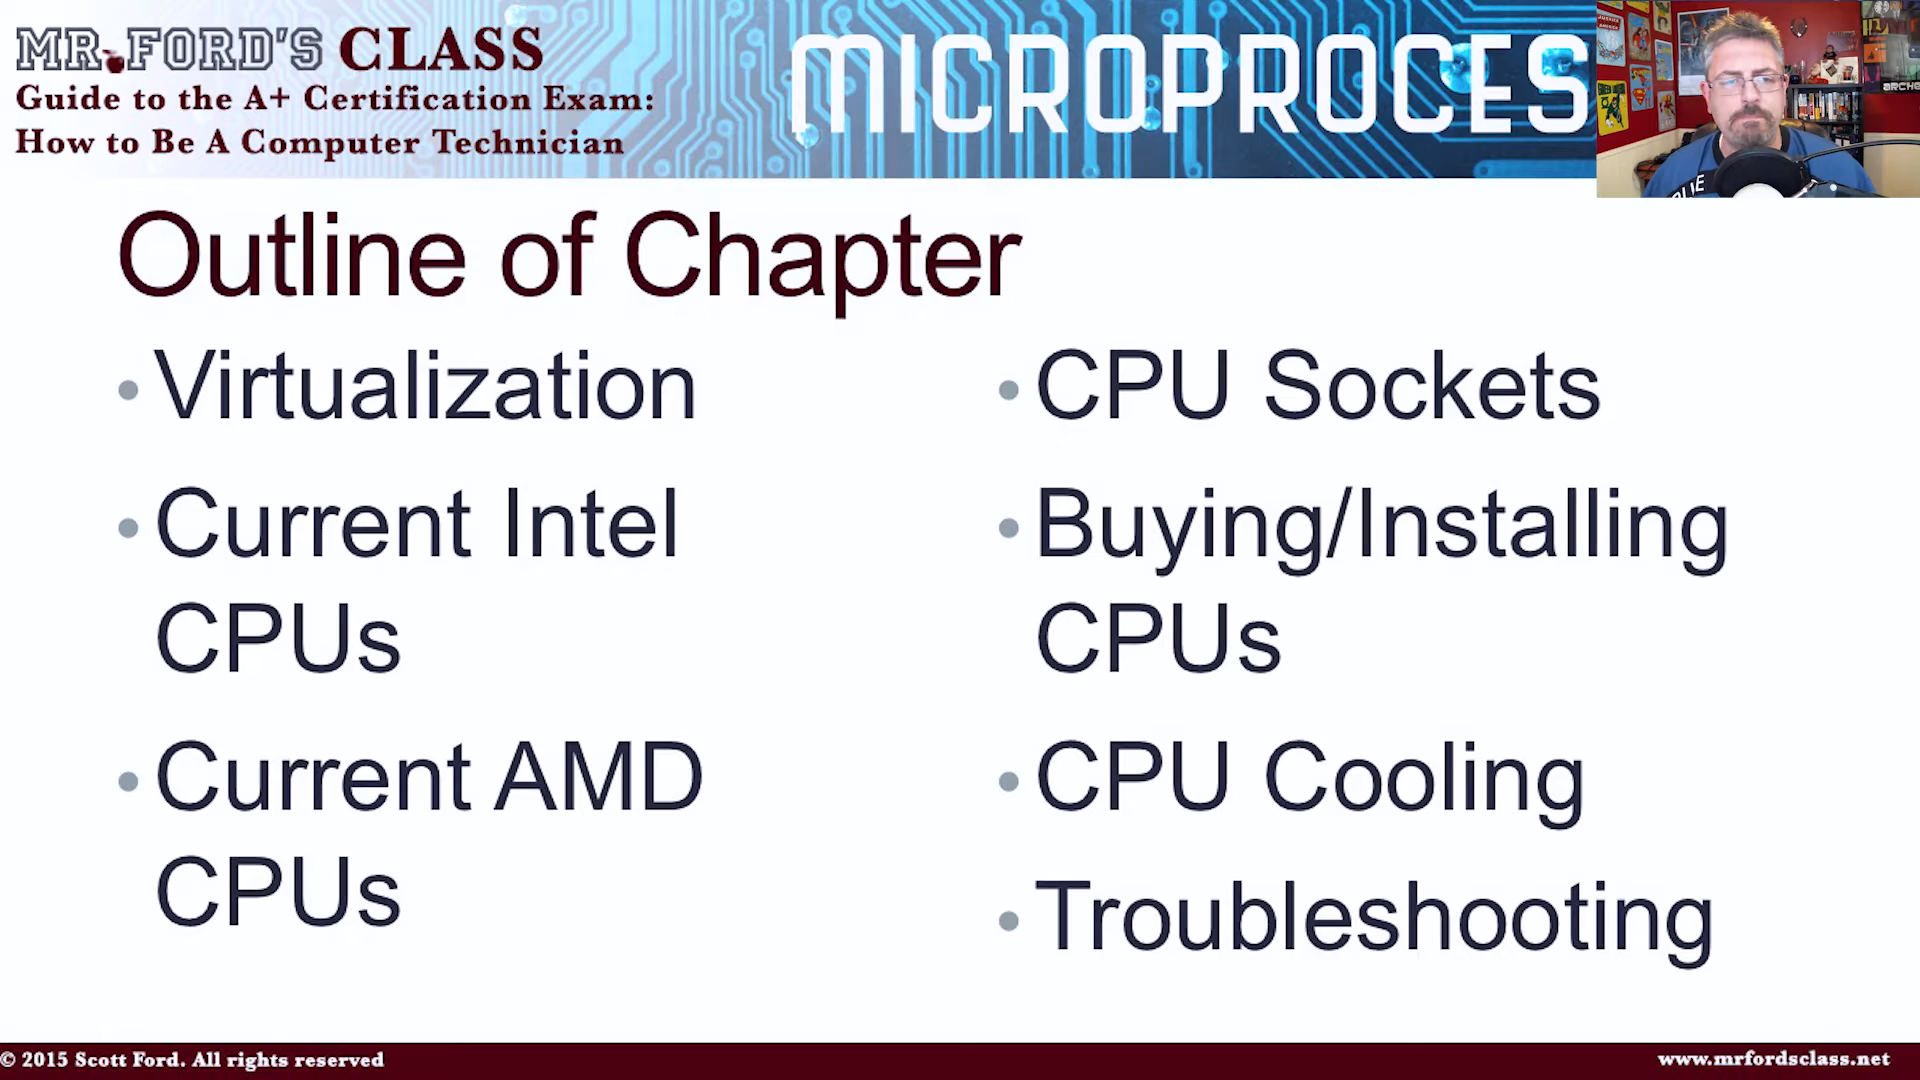 MR.FORD'S CLASS
Guide to the A+ Certification Exam:
How to Be A Computer Technician
MICROPROCES
ARCHE
Outline of Chapter
• Virtualization
• Current Intel
CPUs
• Current AMD
CPUs
• CPU Sockets
• Buying/Installing
CPUs
• CPU Cooling
• Troubleshooting
© 2015 Scott Ford. All rights reserved
www.mrfordsclass.net